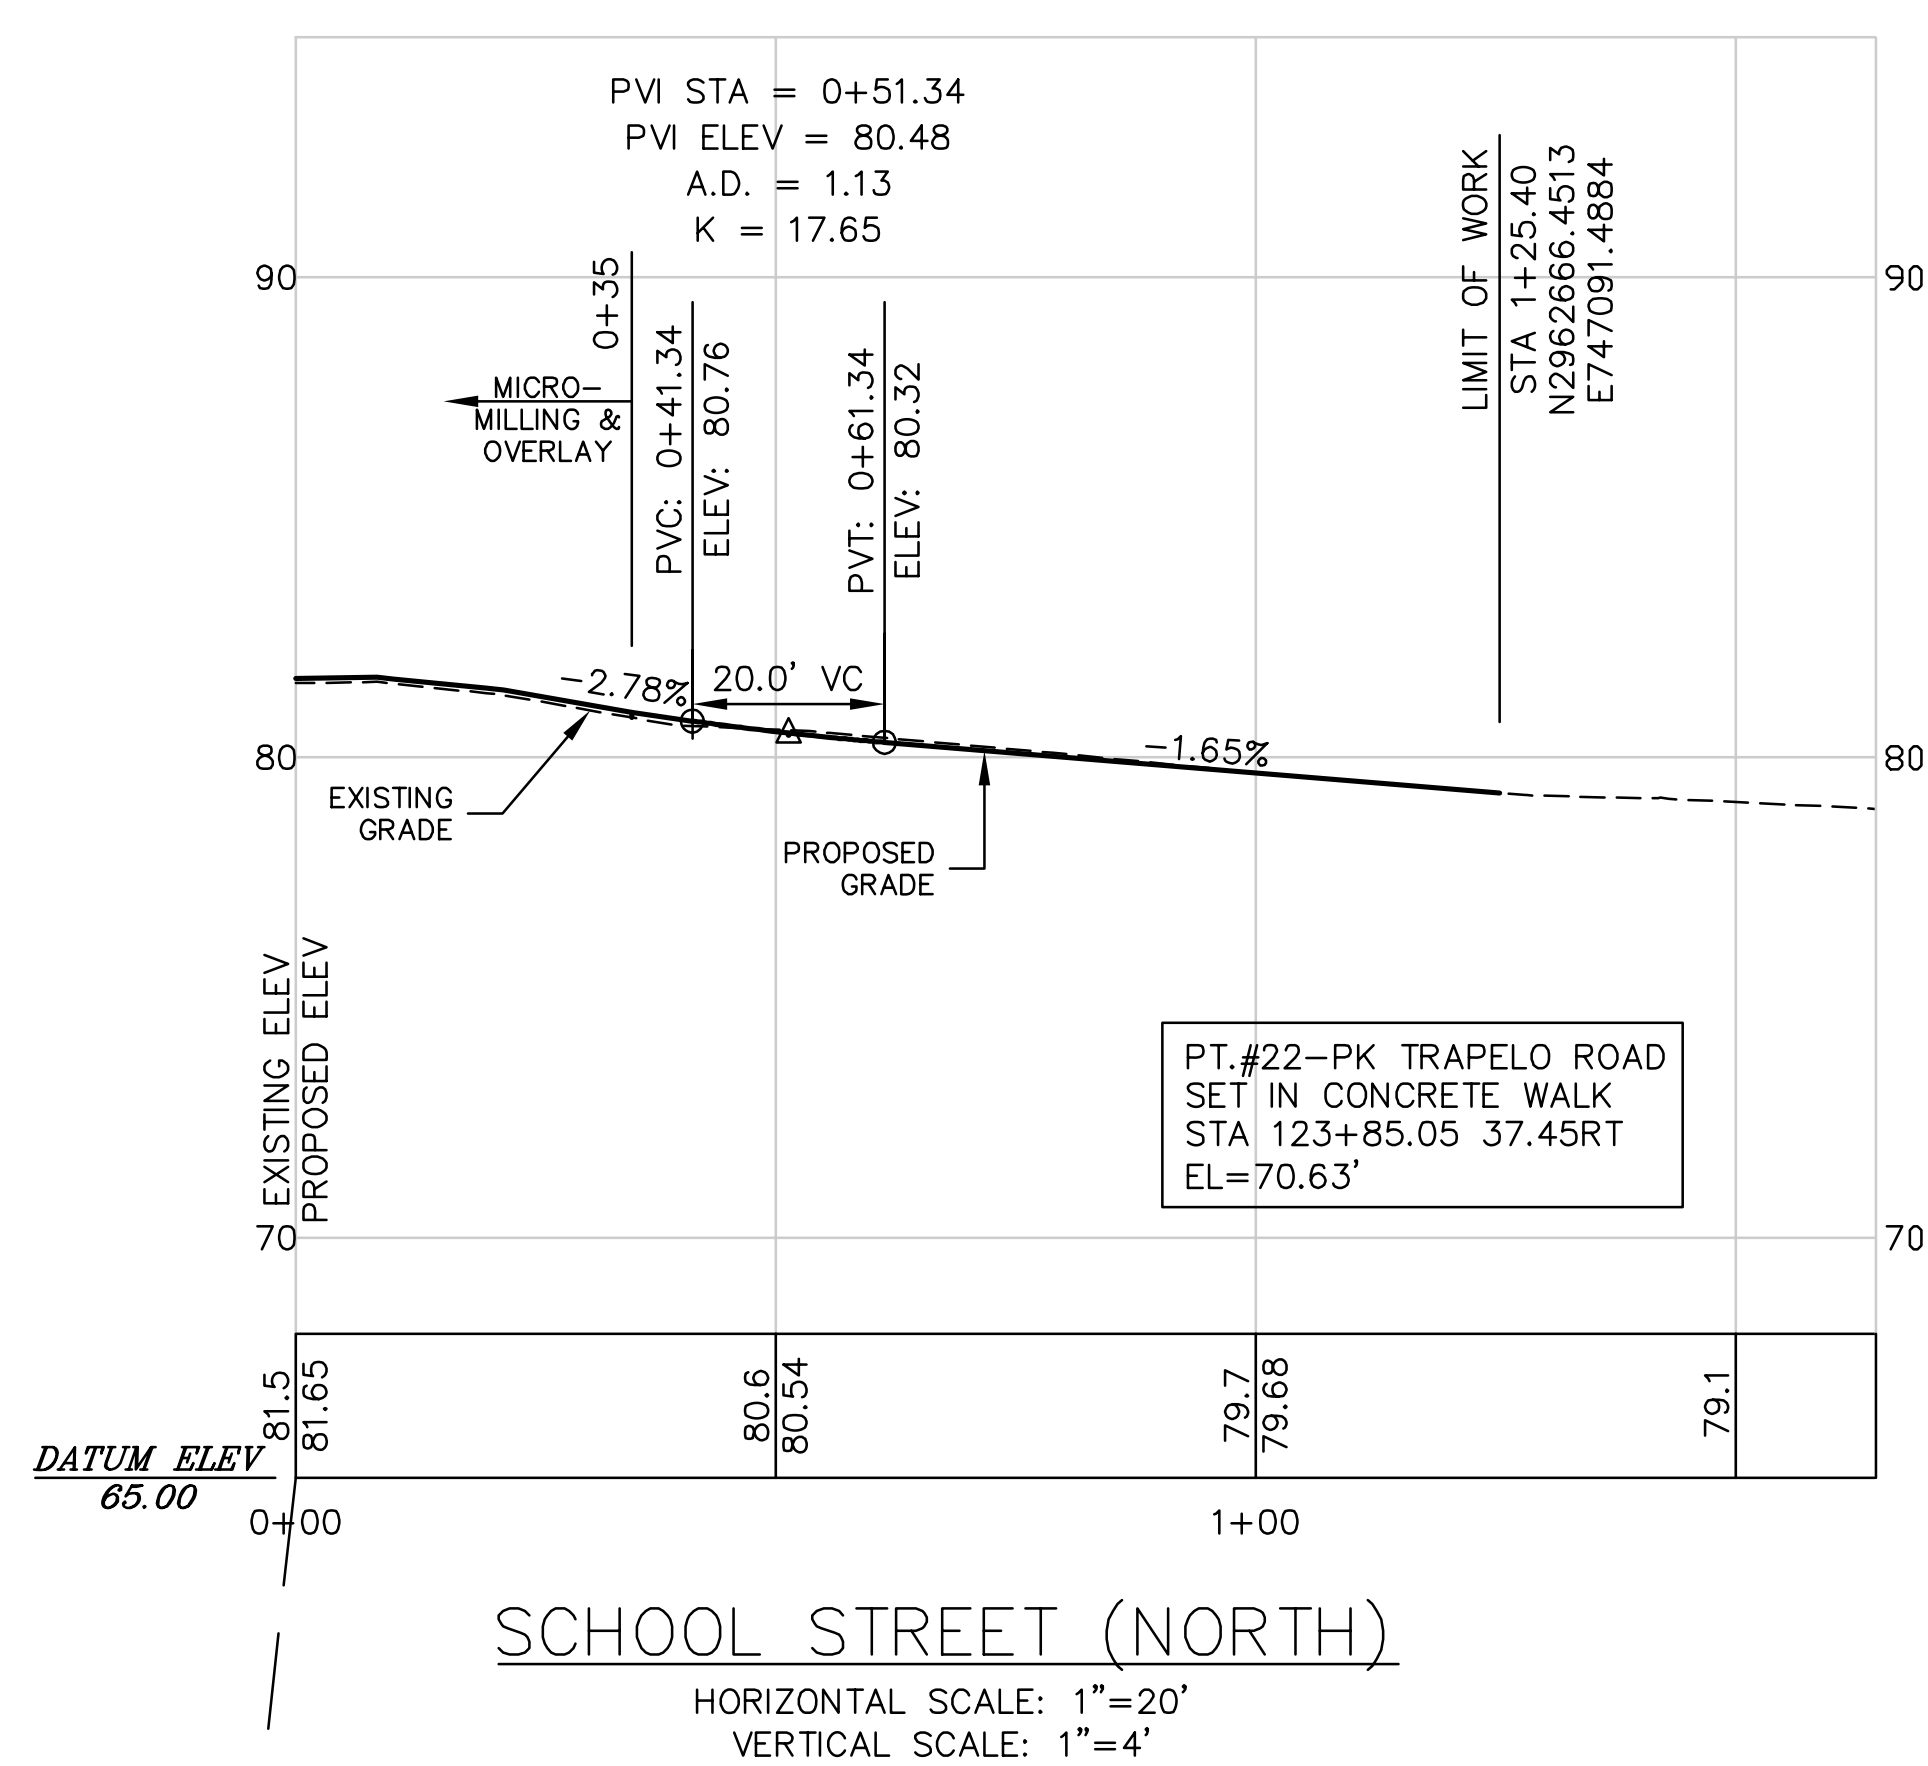 PVI STA = 0+51.34
PVI ELEV = 80.48
A.D. = 1.13
K = 17.65
90
90
0+35
MICRO-
MILLING &
OVERLAY
PVC: 0+41.34
ELEV: 80.76
PVT: 0+61.34
ELEV: 80.32
LIMIT OF WORK
STA 1+25.40
N2962666.4513
E747091.4884
-2.78%
20.0' VC
-1.65%
80
80
EXISTING
GRADE
PROPOSED
GRADE
EXISTING ELEV
PROPOSED ELEV
PT.#22-PK TRAPELO ROAD
SET IN CONCRETE WALK
STA 123+85.05 37.45RT
EL=70.63'
70
70
81.5
81.65
80.6
80.54
79.7
79.68
79.1
DATUM ELEV
65.00
0+00
1+00
SCHOOL STREET (NORTH)
HORIZONTAL SCALE: 1"=20'
VERTICAL SCALE: 1"=4'